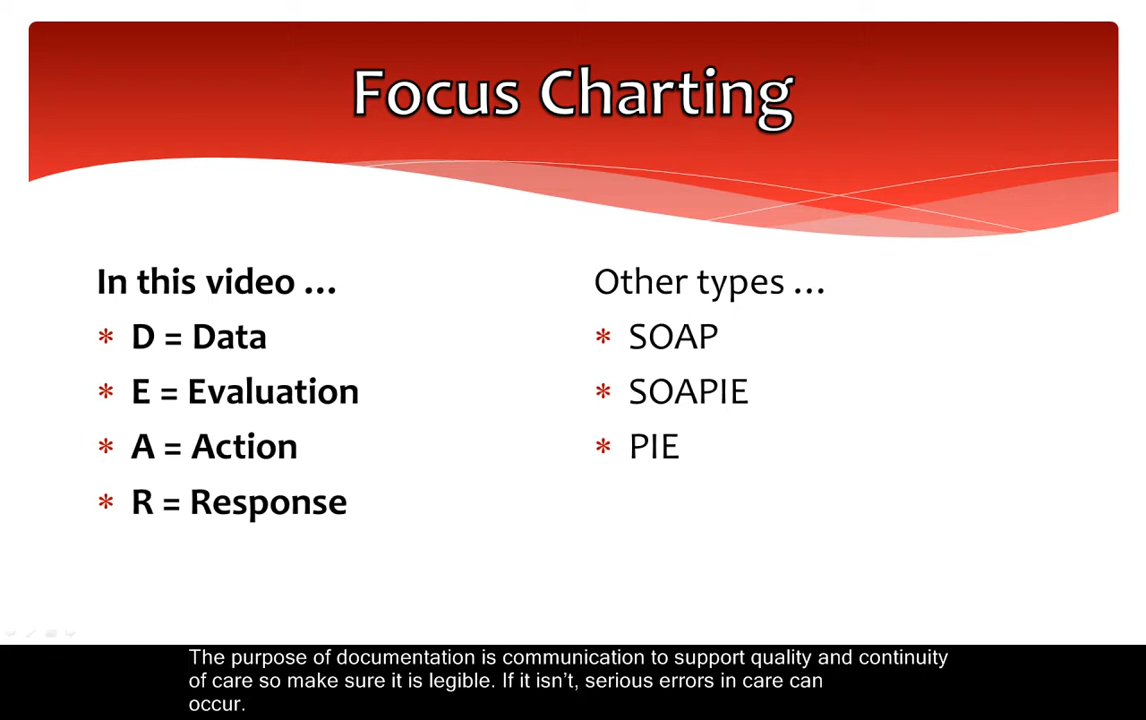 Focus Charting
In this video …
* D = Data
* E = Evaluation
* A = Action
* R = Response
Other types …
* SOAP
* SOAPIE
* PIE
The purpose of documentation is communication to support quality and continuity
of care so make sure it is legible. If it isn't, serious errors in care can
occur.